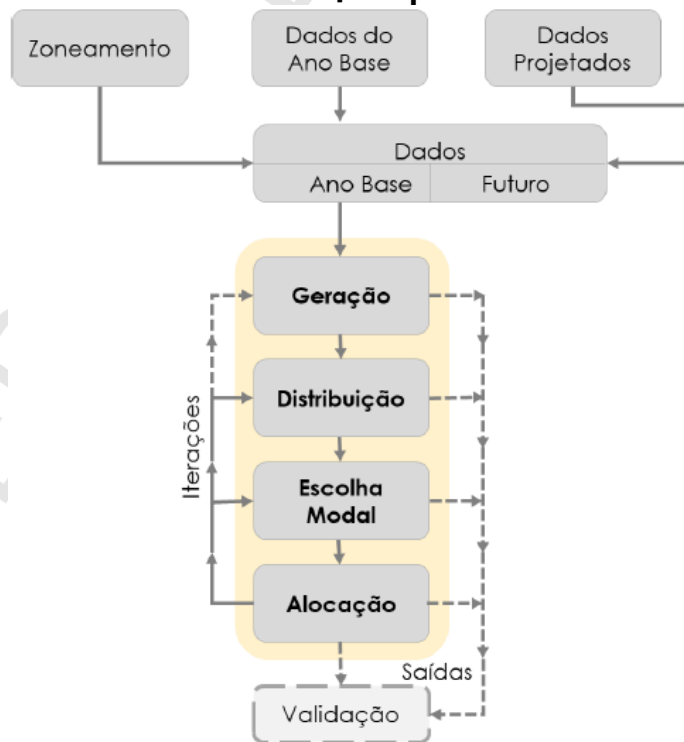 Zoneamento
Dados do
Ano Base
Dados
Projetados
Dados
Ano Base
Futuro
Geração
Distribuição
Iterações
Escolha
Modal
Alocação
Saídas
Validação